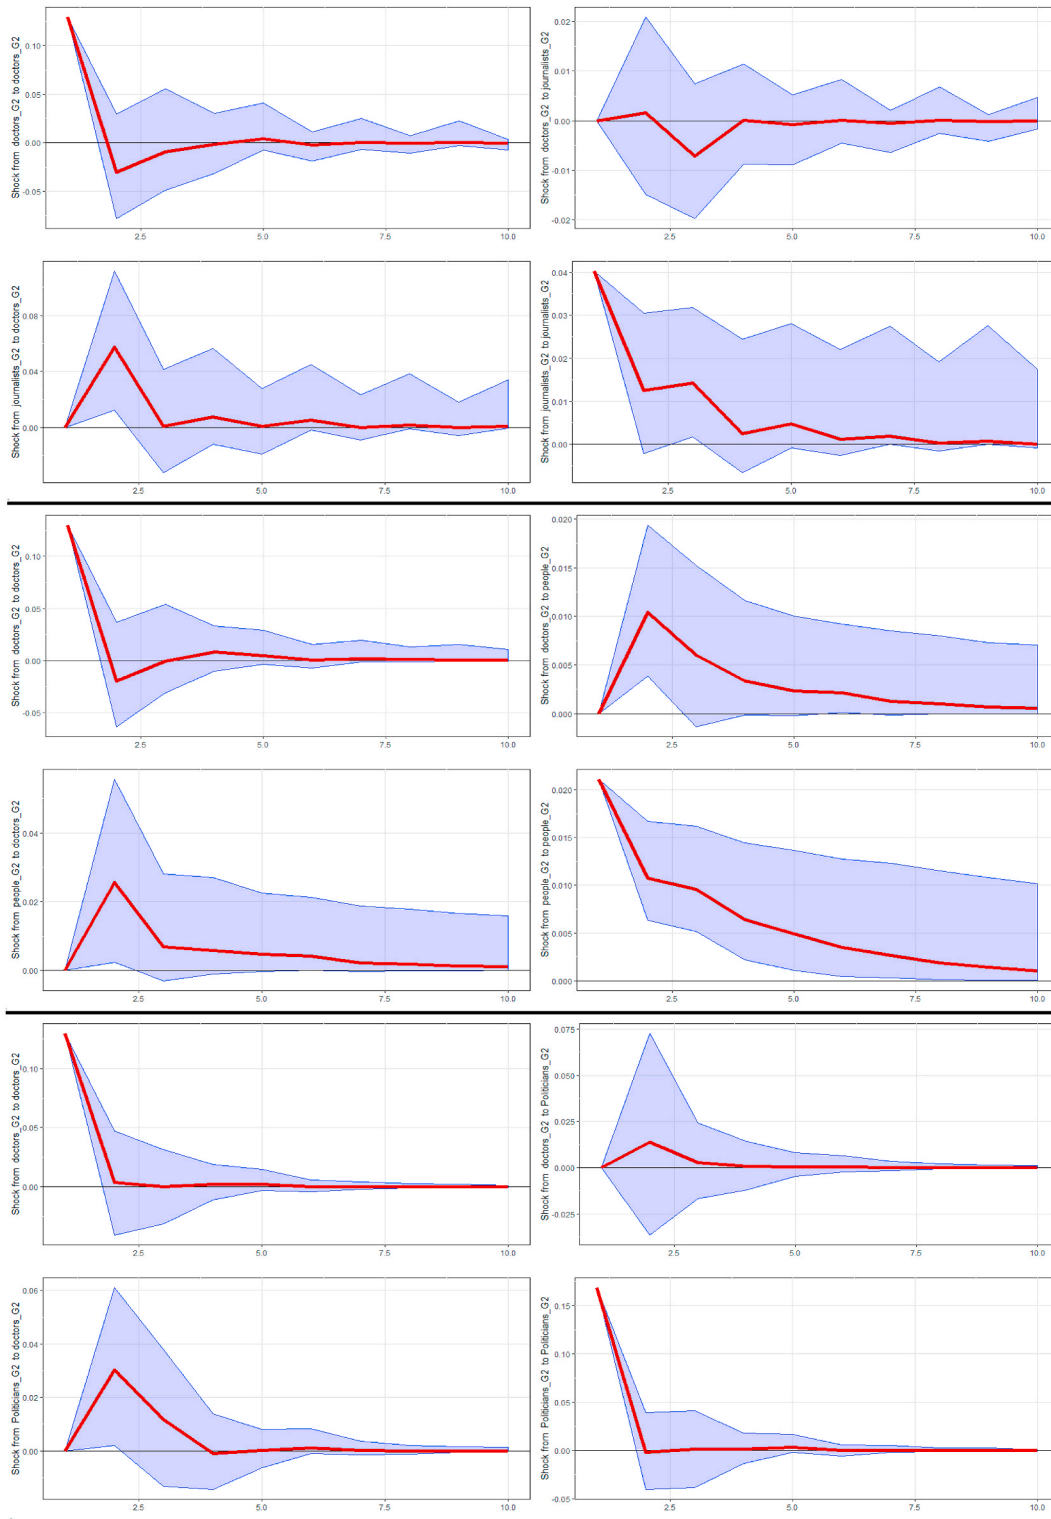 Shock from doctors_G2 to doctors_G2
0.10
0.05
0.00
-0.05
2.5 5.0 7.5 10.0
Shock from doctors_G2 to journalists_G2
0.02
0.01
0.00
-0.01
-0.02
2.5 5.0 7.5 10.0
Shock from journalists_G2 to doctors_G2
0.08
0.04
0.00
2.5 5.0 7.5 10.0
Shock from journalists_G2 to journalists_G2
0.04
0.03
0.02
0.01
0.00
2.5 5.0 7.5 10.0
Shock from doctors_G2 to doctors_G2
0.10
0.05
0.00
-0.05
2.5 5.0 7.5 10.0
Shock from doctors_G2 to people_G2
0.020
0.015
0.010
0.005
0.000
2.5 5.0 7.5 10.0
Shock from people_G2 to doctors_G2
0.04
0.02
0.00
2.5 5.0 7.5 10.0
Shock from people_G2 to people_G2
0.020
0.015
0.010
0.005
0.000
2.5 5.0 7.5 10.0
Shock from doctors_G2 to doctors_G2
0.10
0.05
0.00
2.5 5.0 7.5 10.0
Shock from doctors_G2 to Politicians_G2
0.075
0.050
0.025
0.000
-0.025
2.5 5.0 7.5 10.0
Shock from Politicians_G2 to doctors_G2
0.06
0.04
0.02
0.00
2.5 5.0 7.5 10.0
Shock from Politicians_G2 to Politicians_G2
0.15
0.10
0.05
0.00
-0.05
2.5 5.0 7.5 10.0